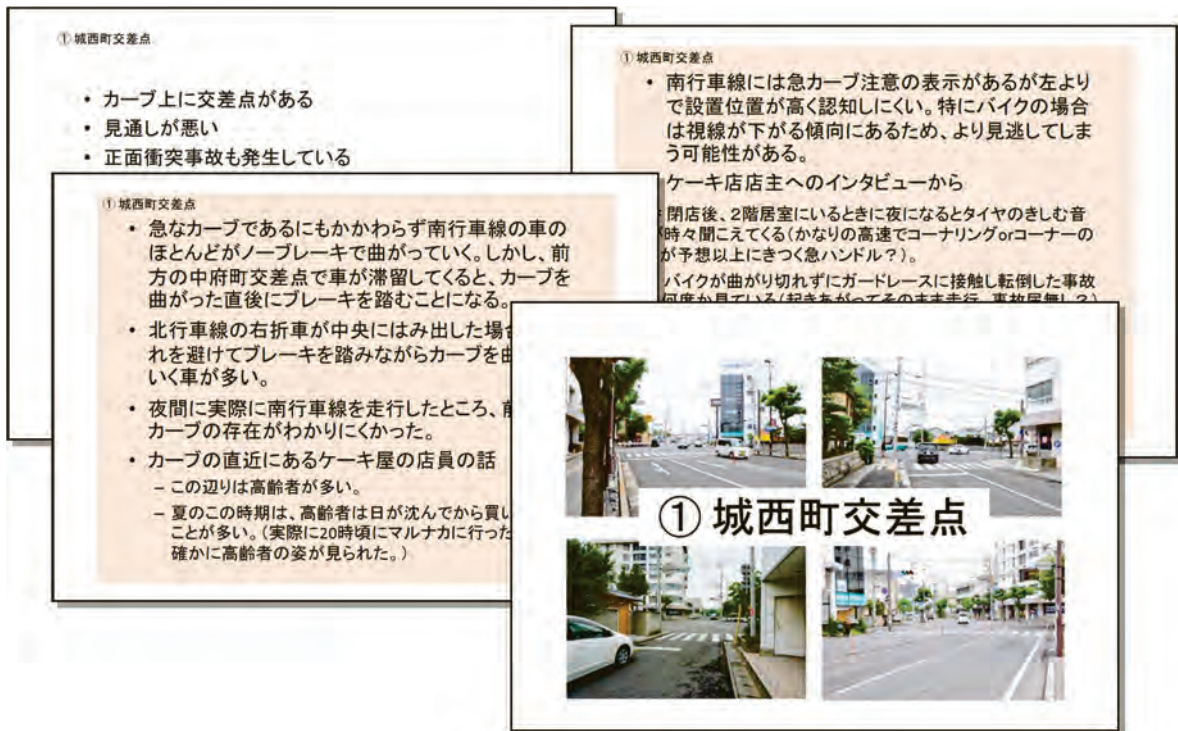 ① 城西町交差点
• カーブ上に交差点がある
• 見通しが悪い
• 正面衝突事故も発生している
① 城西町交差点
• 南行車線には急カーブ注意の表示があるが左より
で設置位置が高く認知しにくい。特にバイクの場合
は視線が下がる傾向にあるため、より見逃してしま
う可能性がある。
ケーキ店店主へのインタビューから
閉店後、2階居室にいるときに夜になるとタイヤのきしむ音
時々聞こえてくる(かなりの高速でコーナリングorコーナーの
が予想以上にきつく急ハンドル?)。
バイクが曲がり切れずにガードレースに接触し転倒した事故
何度か見ている(起きあがってそのまま走行、事故届無し?)
① 城西町交差点
• 急なカーブであるにもかかわらず南行車線の車の
ほとんどがノーブレーキで曲がっていく。しかし、前
方の中府町交差点で車が滞留してくると、カーブを
曲がった直後にブレーキを踏むことになる。
• 北行車線の右折車が中央にはみ出した場合
れを避けてブレーキを踏みながらカーブを曲
いく車が多い。
• 夜間に実際に南行車線を走行したところ、前
カーブの存在がわかりにくかった。
• カーブの直近にあるケーキ屋の店員の話
– この辺りは高齢者が多い。
– 夏のこの時期は、高齢者は日が沈んでから買い
ことが多い。(実際に20時頃にマルナカに行った
確かに高齢者の姿が見られた。)
① 城西町交差点